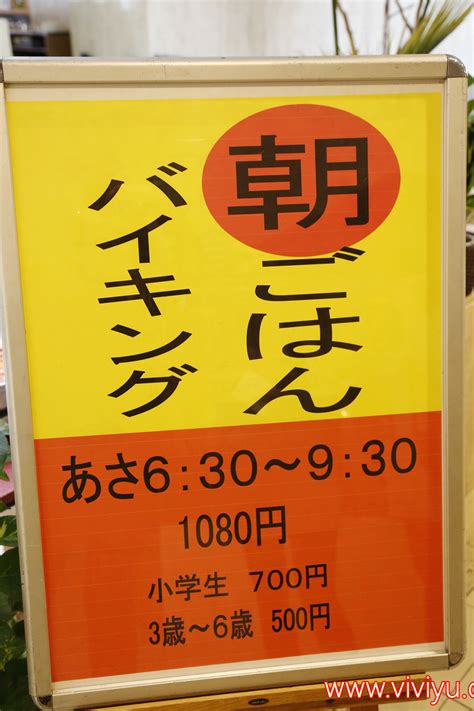 朝ごはん
バイキング
あさ6:30～9:30
1080円
小学生 700円
3歳～6歳 500円
www.viviyu.